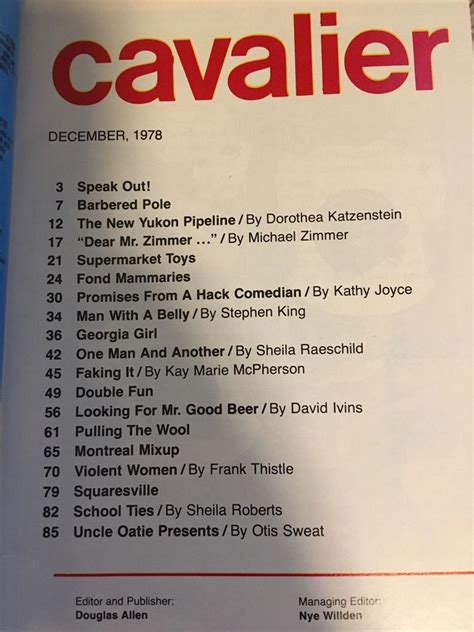 cavalier
DECEMBER, 1978
3 Speak Out!
7 Barbered Pole
12 The New Yukon Pipeline / By Dorothea Katzenstein
17 “Dear Mr. Zimmer ...” / By Michael Zimmer
21 Supermarket Toys
24 Fond Mammaries
30 Promises From A Hack Comedian / By Kathy Joyce
34 Man With A Belly / By Stephen King
36 Georgia Girl
42 One Man And Another / By Sheila Raeschild
45 Faking It / By Kay Marie McPherson
49 Double Fun
56 Looking For Mr. Good Beer / By David Ivins
61 Pulling The Wool
65 Montreal Mixup
70 Violent Women / By Frank Thistle
79 Squaresville
82 School Ties / By Sheila Roberts
85 Uncle Oatie Presents / By Otis Sweat
Editor and Publisher: Managing Editor:
Douglas Allen Nye Willden